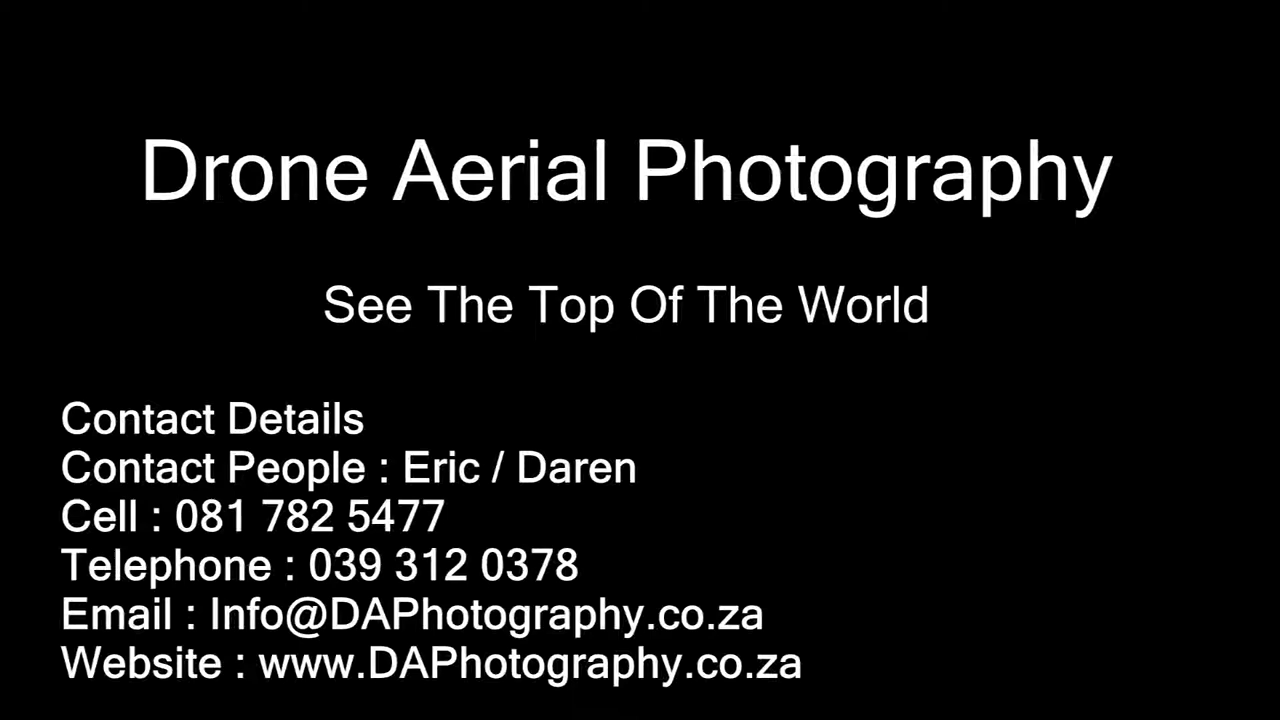 Drone Aerial Photography
See The Top Of The World
Contact Details
Contact People : Eric / Daren
Cell : 081 782 5477
Telephone : 039 312 0378
Email : Info@DAPhotography.co.za
Website : www.DAPhotography.co.za